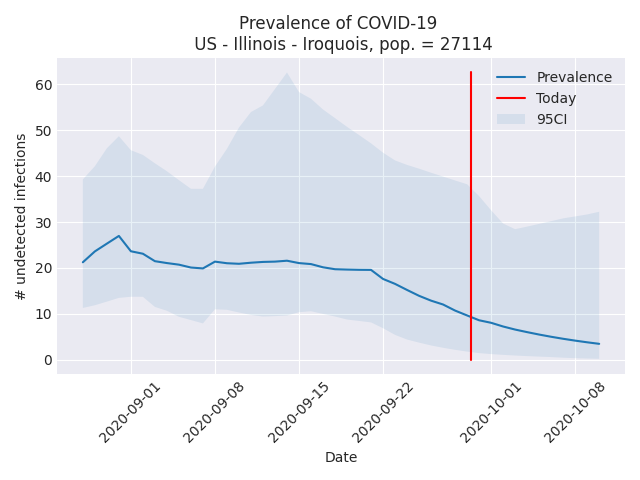 Prevalence of COVID-19
US - Illinois - Iroquois, pop. = 27114
Prevalence
Today
95CI
# undetected infections
60
50
40
30
20
10
0
2020-09-01
2020-09-08
2020-09-15
2020-09-22
2020-10-01
2020-10-08
Date